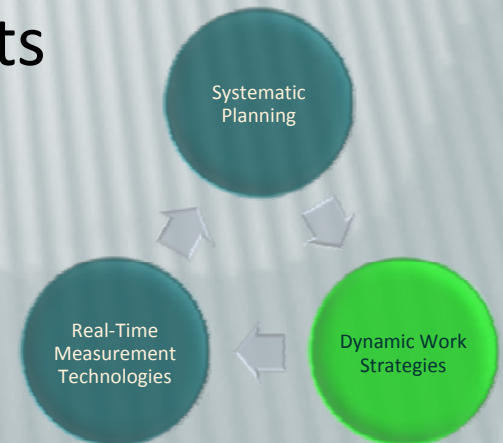 ts
Systematic
Planning
Real-Time
Measurement
Technologies
Dynamic Work
Strategies